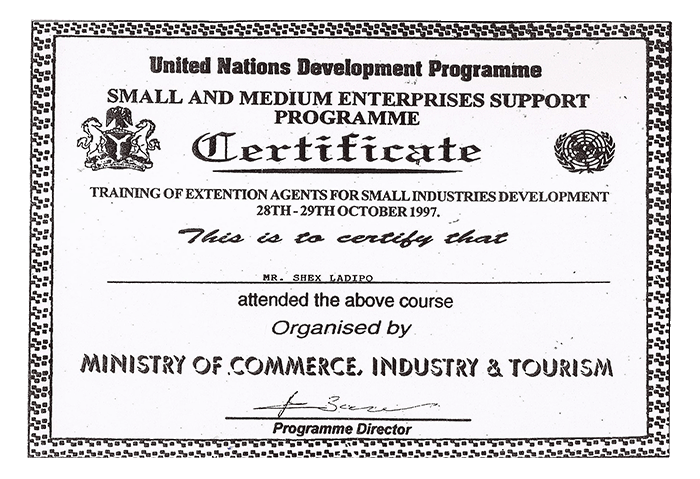 United Nations Development Programme
SMALL AND MEDIUM ENTERPRISES SUPPORT
PROGRAMME
Certificate
TRAINING OF EXTENTION AGENTS FOR SMALL INDUSTRIES DEVELOPMENT
28TH - 29TH OCTOBER 1997.
This is to certify that
MR. SHEX LADIPO
attended the above course
Organised by
MINISTRY OF COMMERCE, INDUSTRY & TOURISM
Programme Director